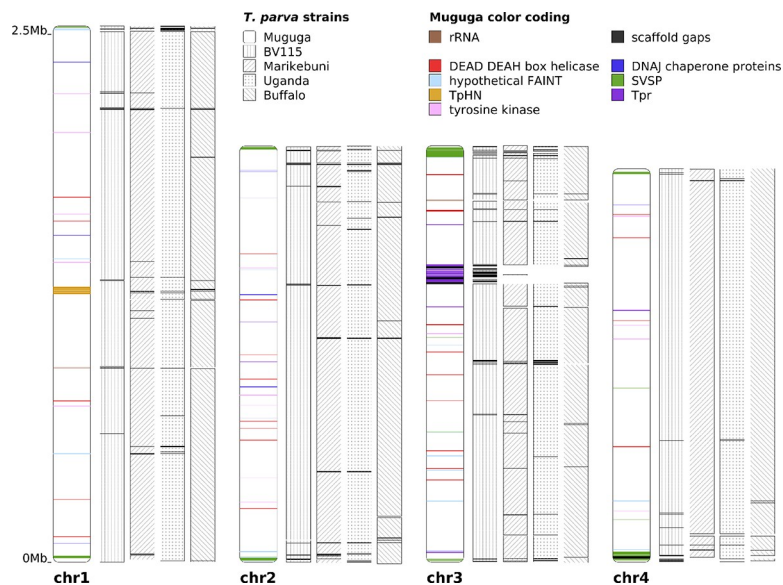 2.5Mb
T. parva strains
Muguga
BV115
Marikebuni
Uganda
Buffalo
Muguga color coding
rRNA
scaffold gaps
DEAD DEAH box helicase
DNAJ chaperone proteins
hypothetical FAINT
SVSP
TpHN
Tpr
tyrosine kinase
0Mb
chr1
chr2
chr3
chr4